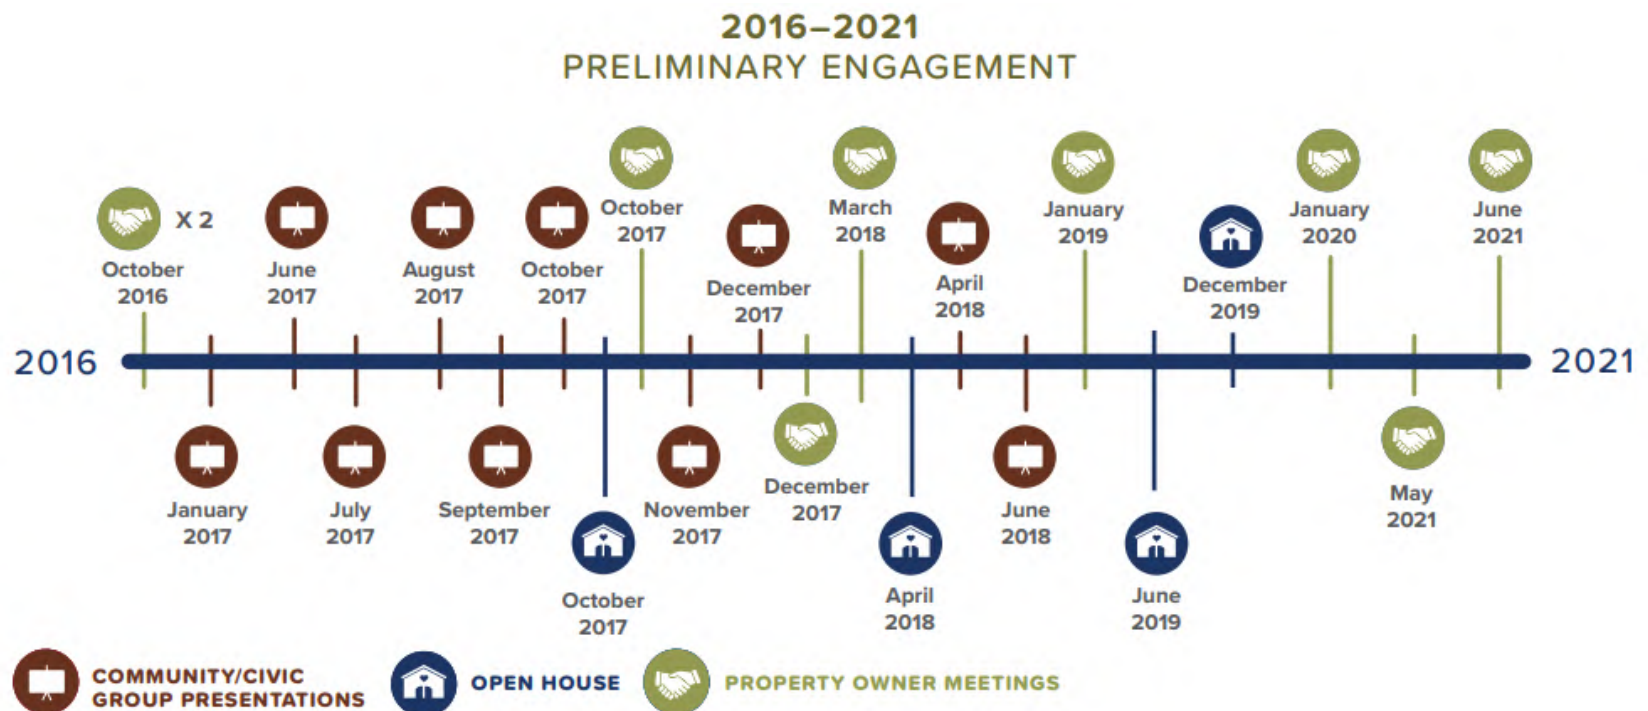 2016–2021
PRELIMINARY ENGAGEMENT
X 2
October
2016
June
2017
August
2017
October
2017
October
2017
December
2017
March
2018
April
2018
January
2019
December
2019
January
2020
June
2021
2016
2021
January
2017
July
2017
September
2017
October
2017
November
2017
December
2017
April
2018
June
2018
June
2019
May
2021
COMMUNITY/CIVIC
GROUP PRESENTATIONS
OPEN HOUSE
PROPERTY OWNER MEETINGS